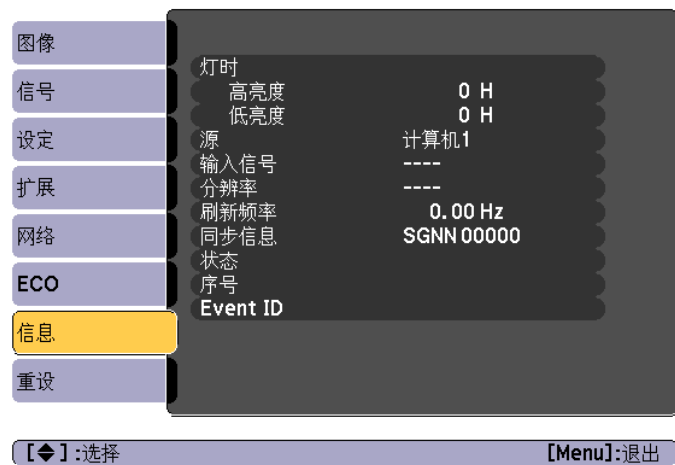 图像
信号
设定
扩展
网络
ECO
信息
重设
灯时
高亮度 0 H
低亮度 0 H
源 计算机1
输入信号 ----
分辨率 ----
刷新频率 0.00 Hz
同步信息 SGNN 00000
状态
序号
Event ID
[◆]:选择 [Menu]:退出